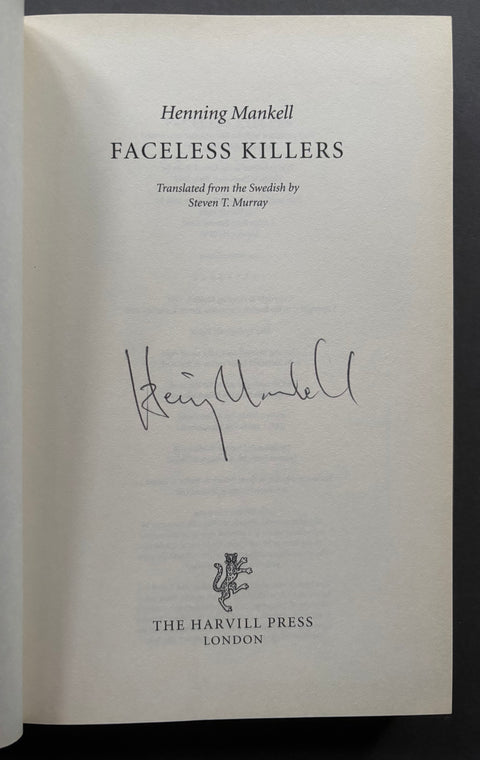 Henning Mankell
FACELESS KILLERS
Translated from the Swedish by
Steven T. Murray
Henning Mankell
THE HARVILL PRESS
LONDON